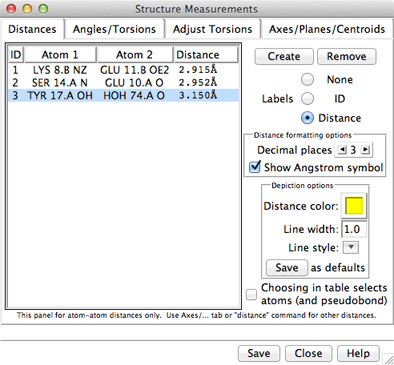 Structure Measurements
Distances Angles/Torsions Adjust Torsions Axes/Planes/Centroids
ID Atom 1 Atom 2 Distance
1 LYS 8.B NZ GLU 11.B OE2 2.915Å
2 SER 14.A N GLU 10.A O 2.952Å
3 TYR 17.A OH HOH 74.A O 3.150Å
Create Remove
None
Labels ID
Distance
Distance formatting options
Decimal places 3
Show Angstrom symbol
Depiction options
Distance color:
Line width: 1.0
Line style:
Save as defaults
Choosing in table selects
atoms (and pseudobond)
This panel for atom-atom distances only. Use Axes/... tab or "distance" command for other distances.
Save Close Help